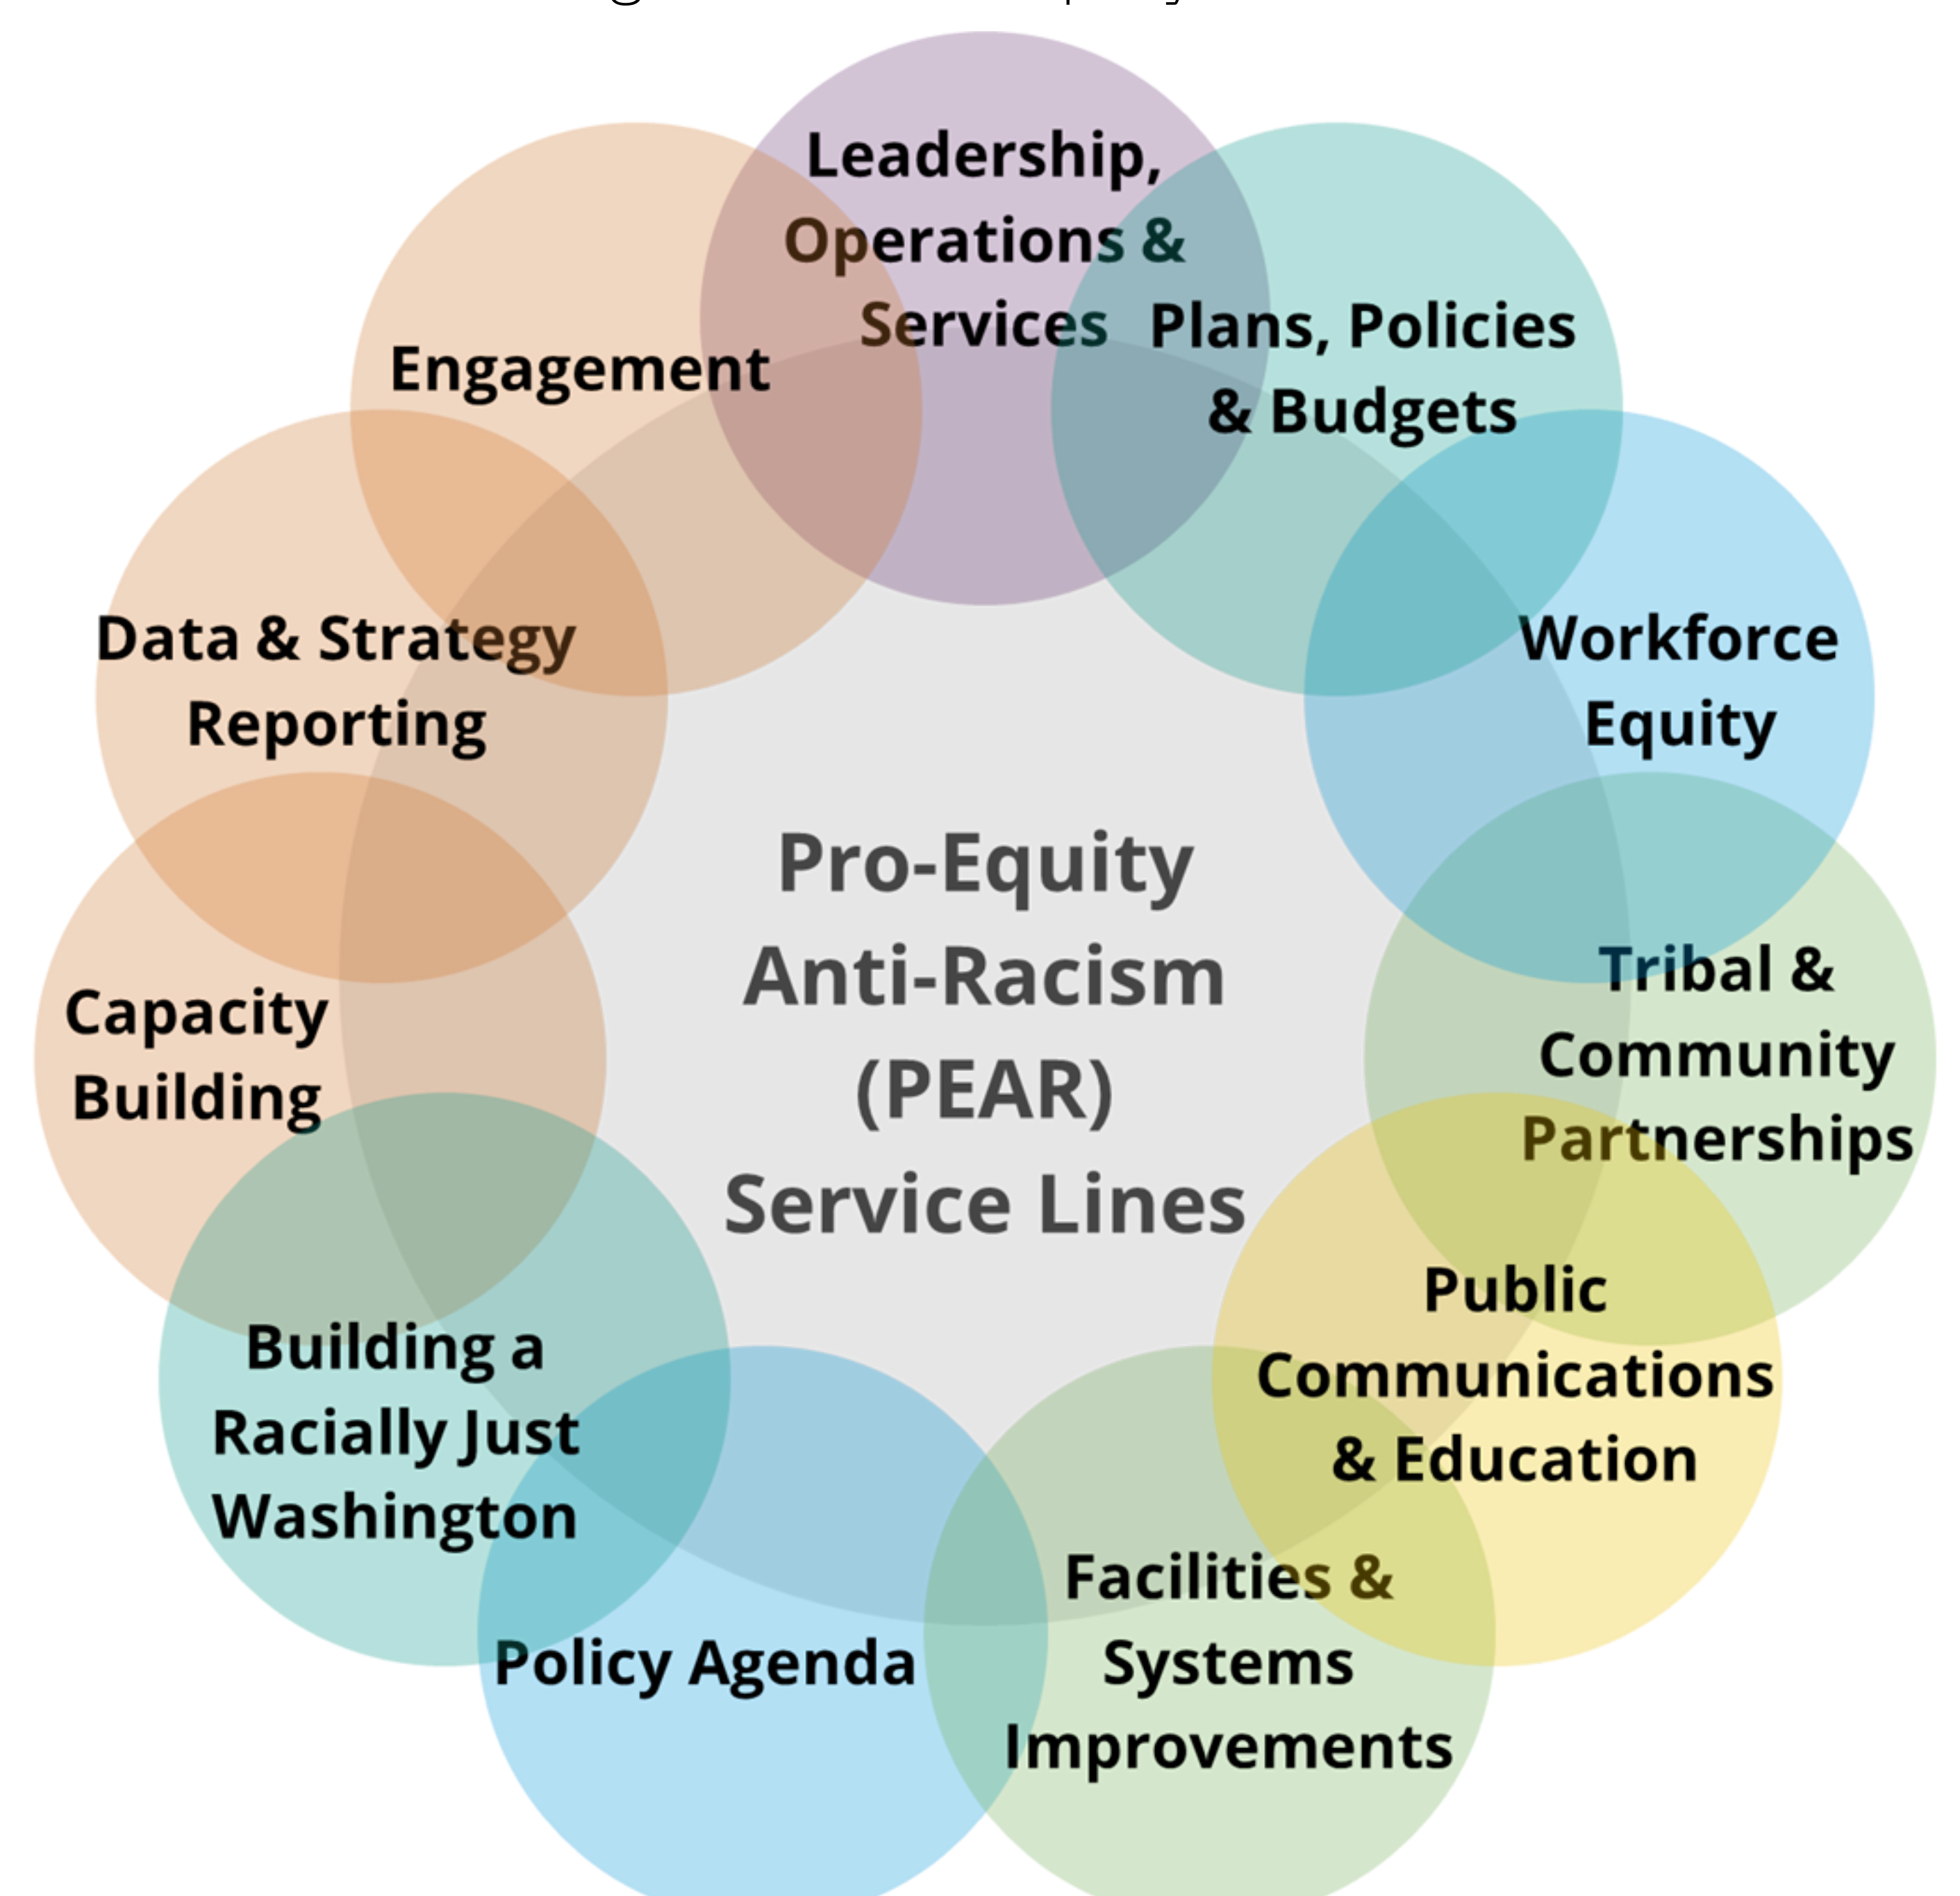 Leadership,
Operations &
Services
Plans, Policies
& Budgets
Workforce
Equity
Tribal &
Community
Partnerships
Public
Communications
& Education
Facilities &
Systems
Improvements
Policy Agenda
Building a
Racially Just
Washington
Capacity
Building
Data & Strategy
Reporting
Engagement
Pro-Equity
Anti-Racism
(PEAR)
Service Lines